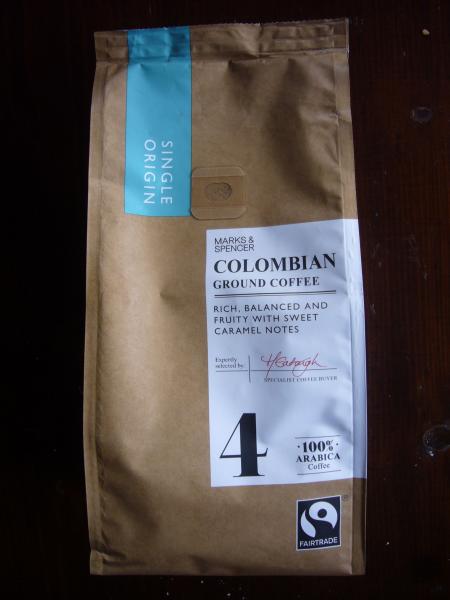 SINGLE
ORIGIN
MARKS &
SPENCER
COLOMBIAN
GROUND COFFEE
RICH, BALANCED AND
FRUITY WITH SWEET
CARAMEL NOTES
Expertly
selected by:
SPECIALIST COFFEE BUYER
4
·100%·
ARABICA
Coffee
FAIRTRADE